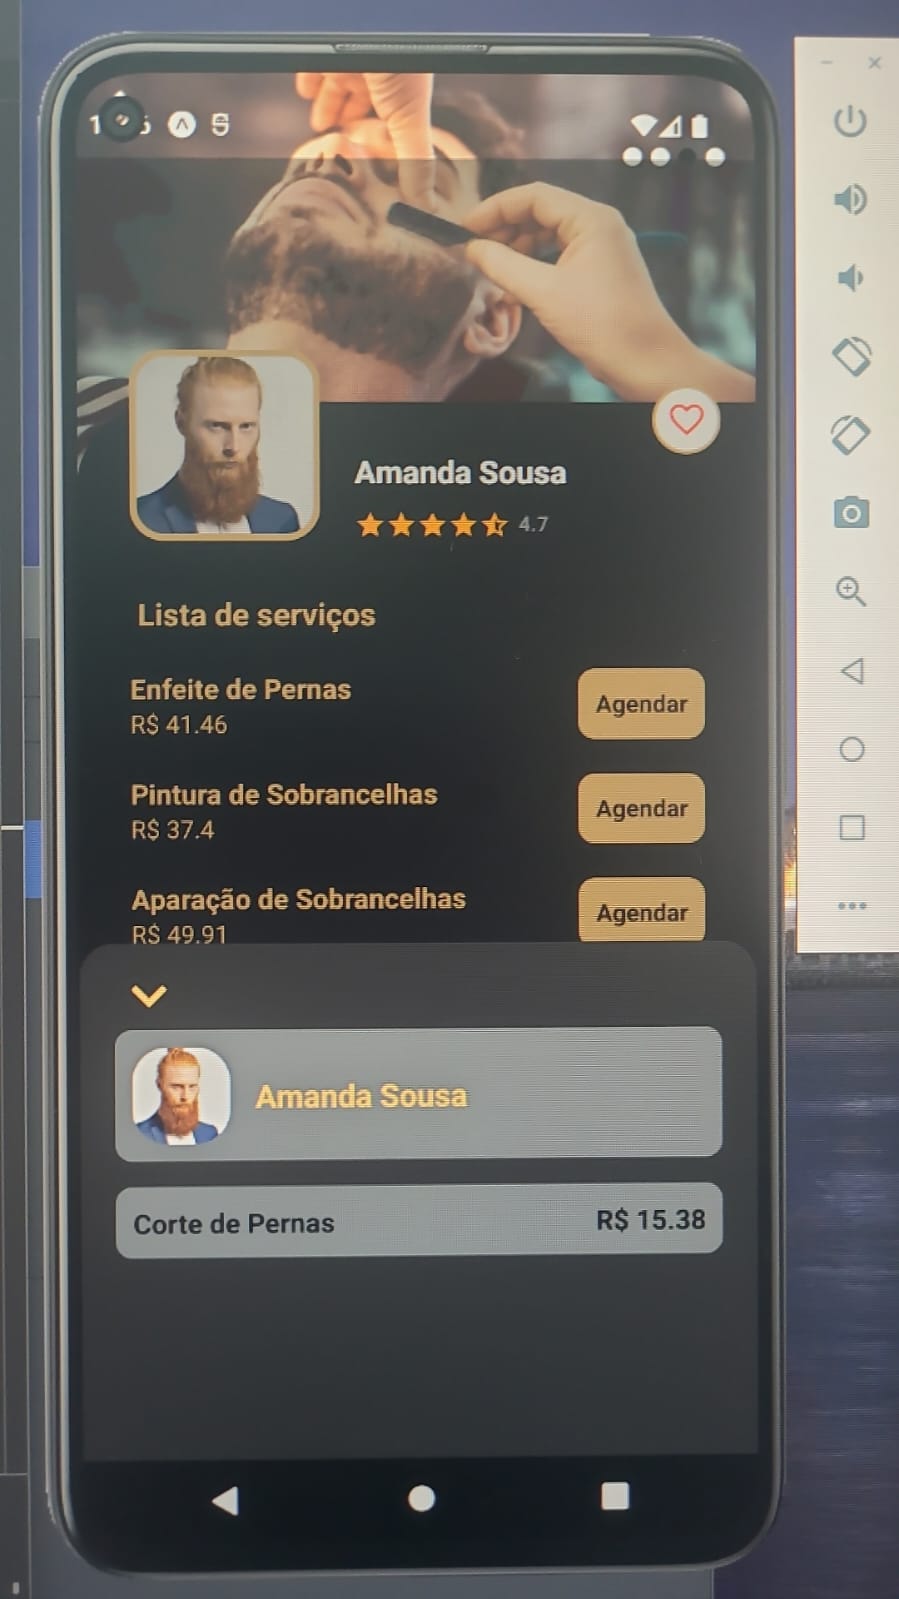 Amanda Sousa
4.7
Lista de serviços
Enfeite de Pernas
R$ 41.46
Agendar
Pintura de Sobrancelhas
R$ 37.4
Agendar
Aparação de Sobrancelhas
R$ 49.91
Agendar
Amanda Sousa
Corte de Pernas
R$ 15.38